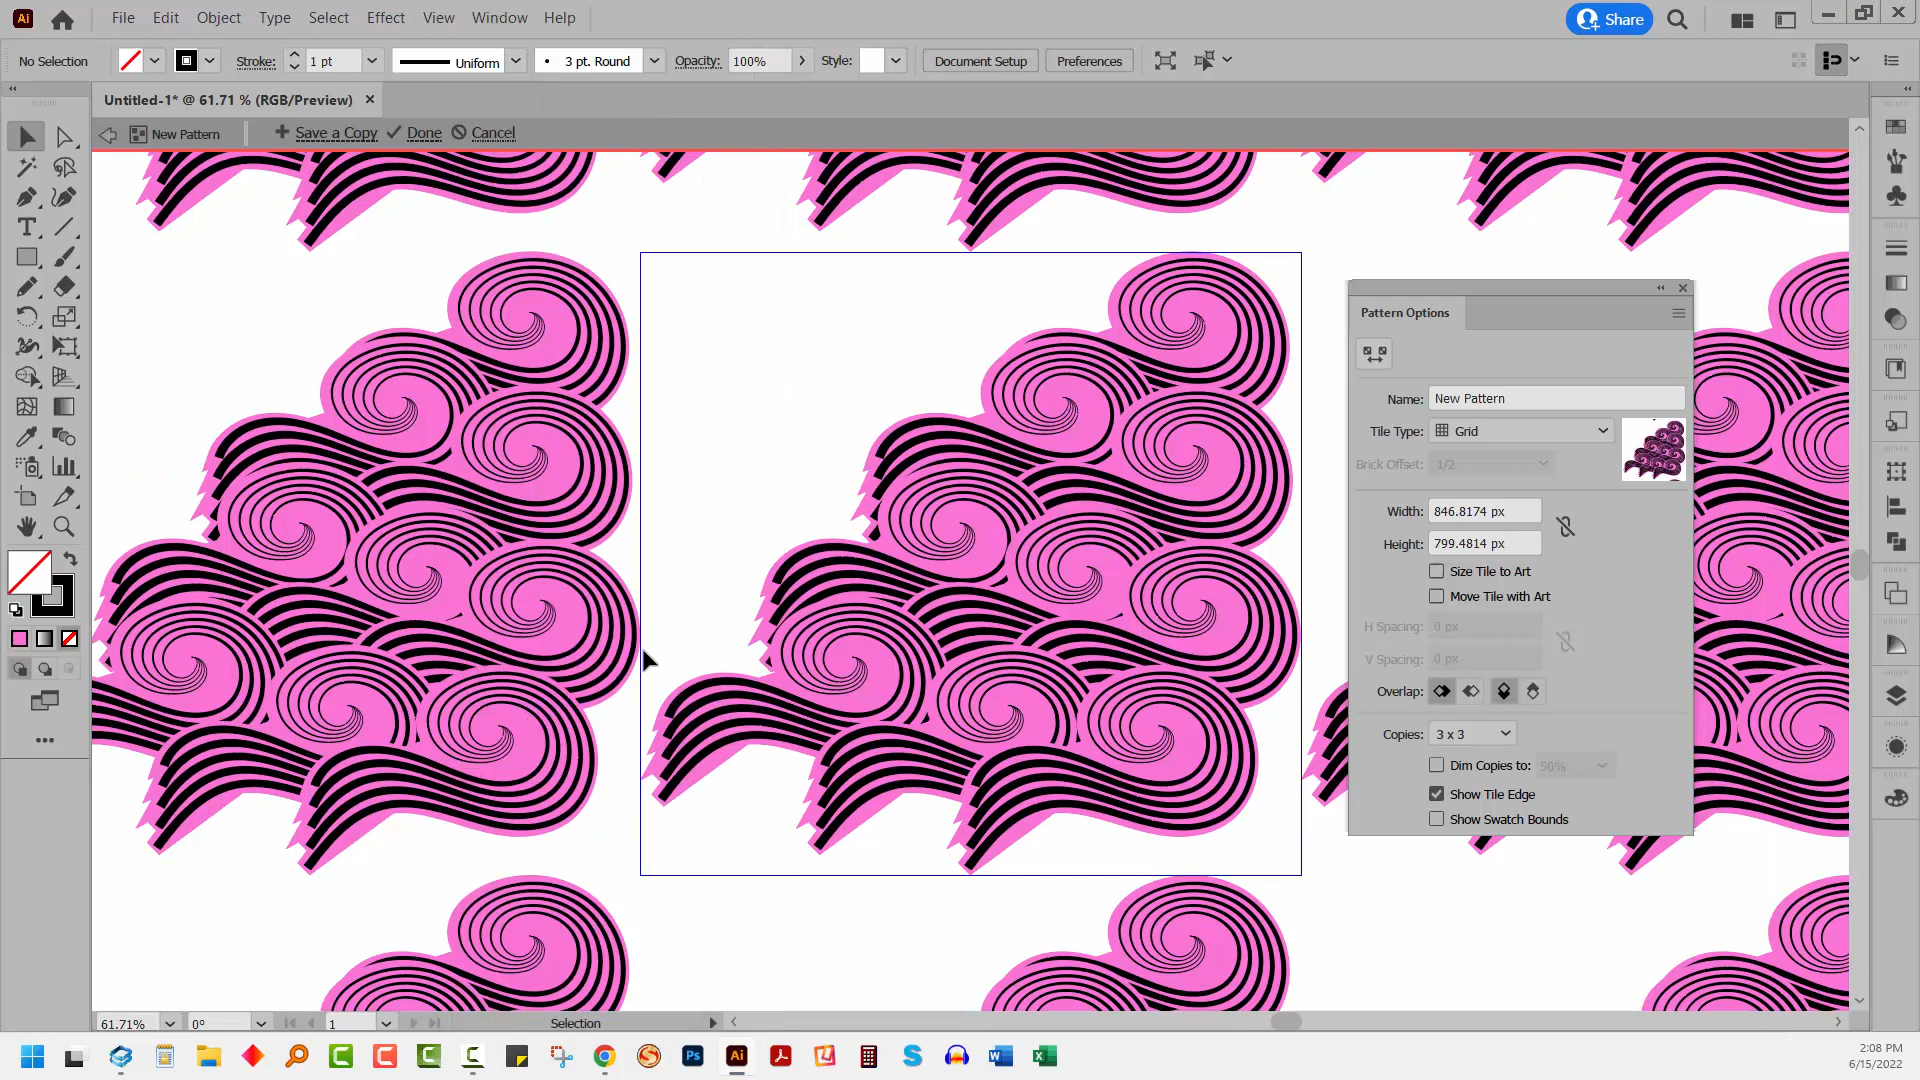 Ai File Edit Object Type Select Effect View Window Help Share
No Selection Stroke: 1 pt Uniform 3 pt. Round Opacity: 100% Style: Document Setup Preferences
Untitled-1* @ 61.71 % (RGB/Preview)
New Pattern Save a Copy Done Cancel
Pattern Options
Name: New Pattern
Tile Type: Grid
Brick Offset: 1/2
Width: 846.8174 px
Height: 799.4814 px
Size Tile to Art
Move Tile with Art
H Spacing: 0 px
V Spacing: 0 px
Overlap:
Copies: 3 x 3
Dim Copies to: 50%
Show Tile Edge
Show Swatch Bounds
61.71% 0° 1 Selection
Ps Ai
2:08 PM
6/15/2022